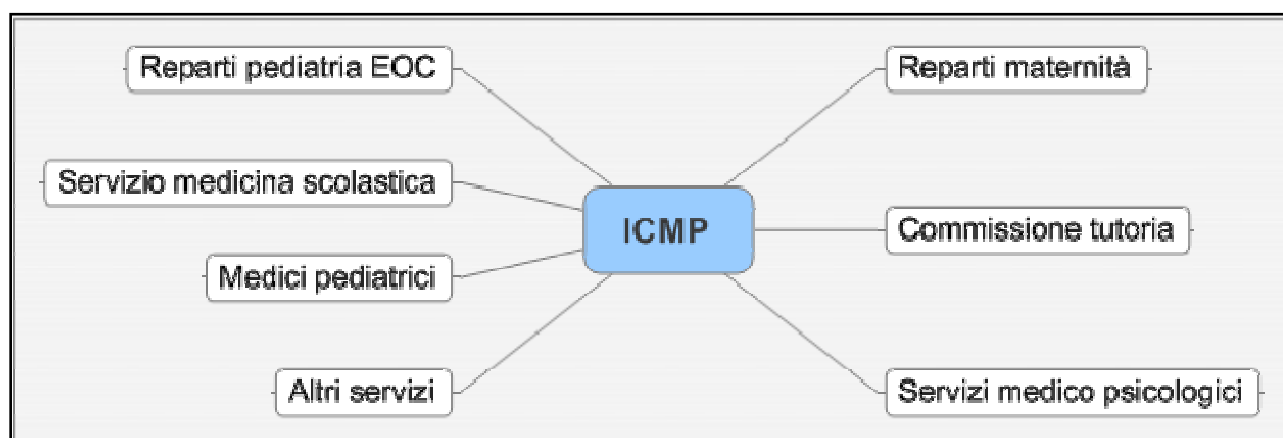 Reparti pediatria EOC
Reparti maternità
Servizio medicina scolastica
ICMP
Commissione tutoria
Medici pediatrici
Altri servizi
Servizi medico psicologici